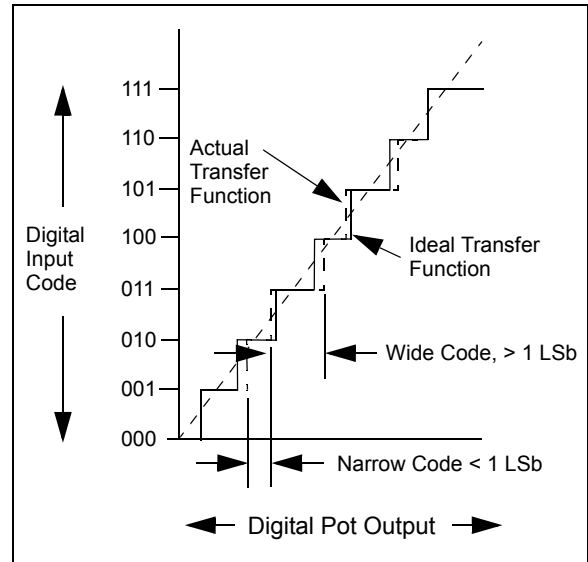 111
110
101
100
011
010
001
000
Digital
Input
Code
Actual
Transfer
Function
Ideal Transfer
Function
Wide Code, > 1 LSb
Narrow Code < 1 LSb
Digital Pot Output